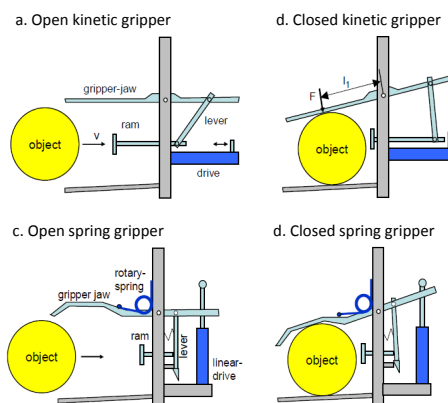 a. Open kinetic gripper
d. Closed kinetic gripper
gripper-jaw
ram
lever
object
v
drive
F
l1
object
c. Open spring gripper
d. Closed spring gripper
rotary-
spring
gripper jaw
ram
lever
object
linear-
drive
object